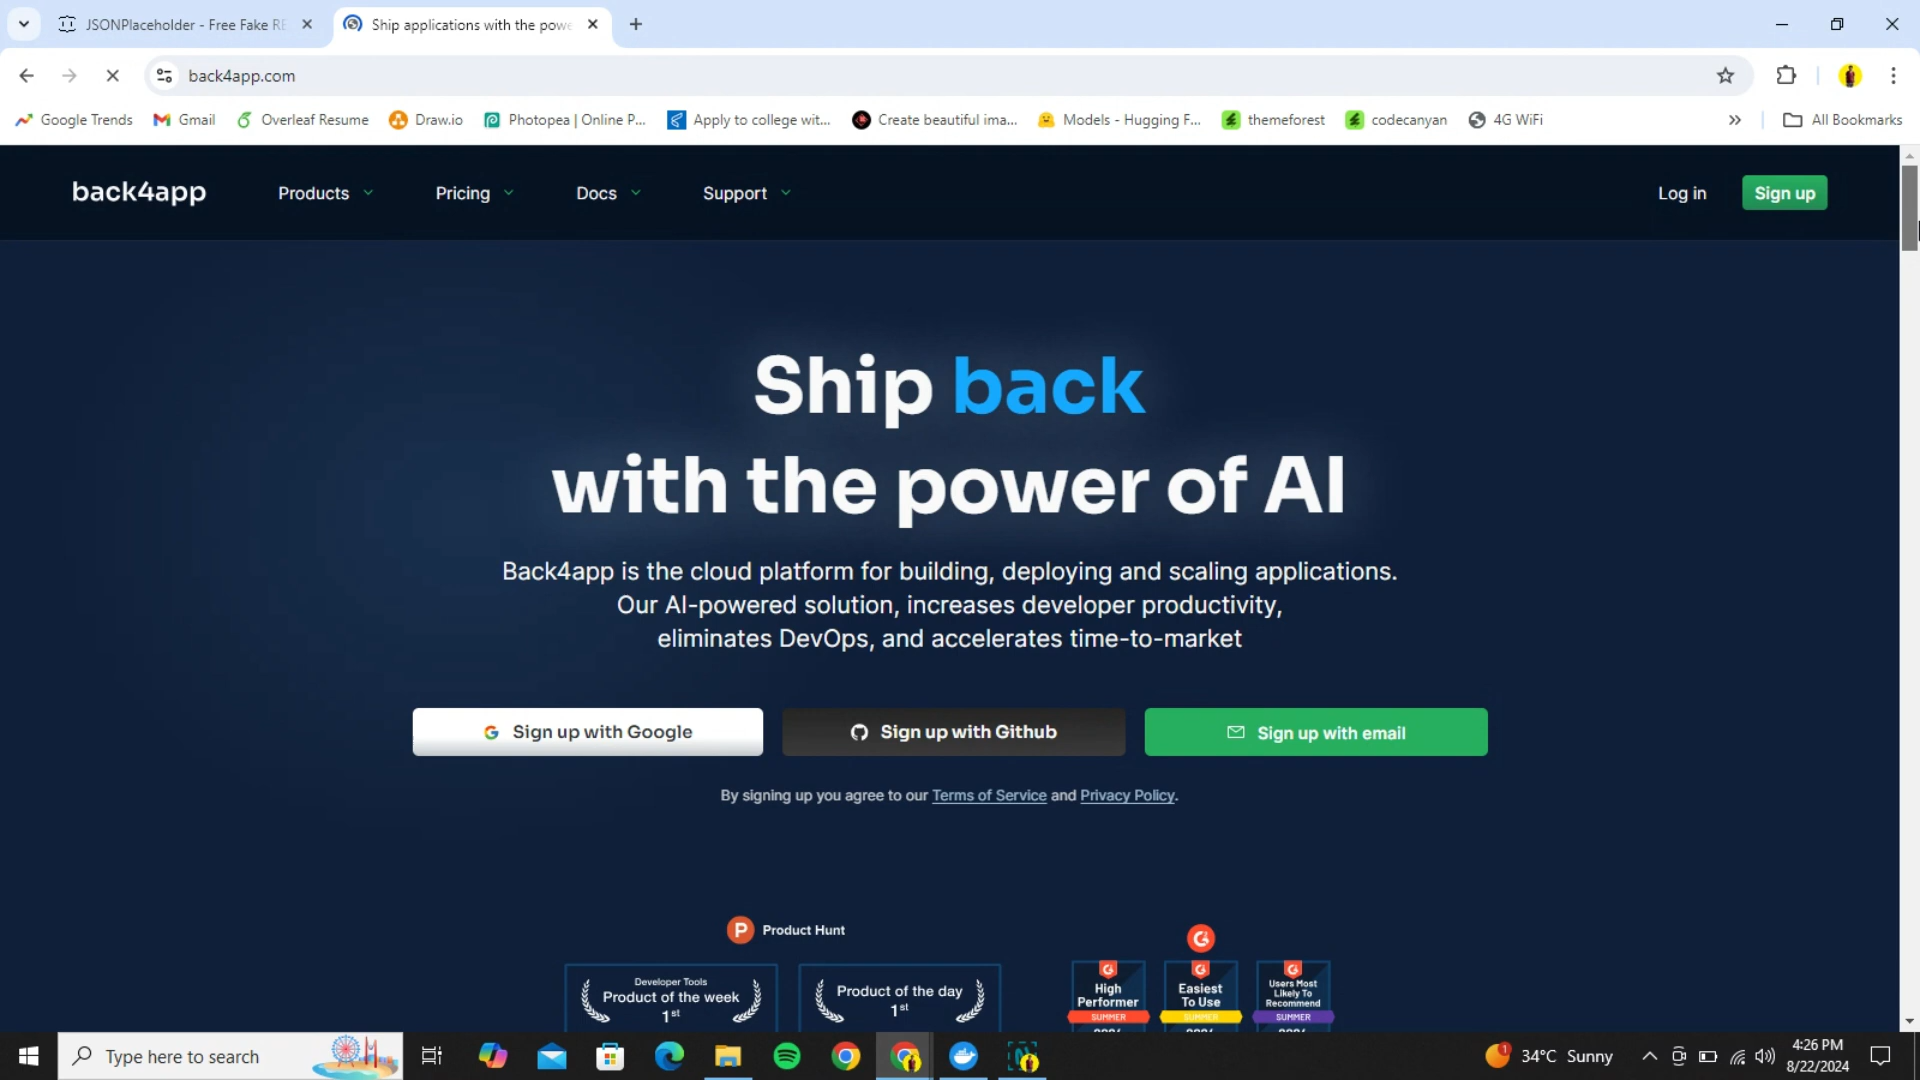 JSONPlaceholder - Free Fake RE
Ship applications with the powe
back4app.com
Google Trends
Gmail
Overleaf Resume
Draw.io
Photopea | Online P...
Apply to college wit...
Create beautiful ima...
Models - Hugging F...
themeforest
codecanyan
4G WiFi
All Bookmarks
back4app
Products
Pricing
Docs
Support
Log in
Sign up
Ship back
with the power of AI
Back4app is the cloud platform for building, deploying and scaling applications.
Our AI-powered solution, increases developer productivity,
eliminates DevOps, and accelerates time-to-market
Sign up with Google
Sign up with Github
Sign up with email
By signing up you agree to our Terms of Service and Privacy Policy.
P
Product Hunt
Developer Tools
Product of the week
1st
Product of the day
1st
High
Performer
SUMMER
Easiest
To Use
SUMMER
Users Most
Likely To
Recommend
SUMMER
Type here to search
1
34°C Sunny
4:26 PM
8/22/2024